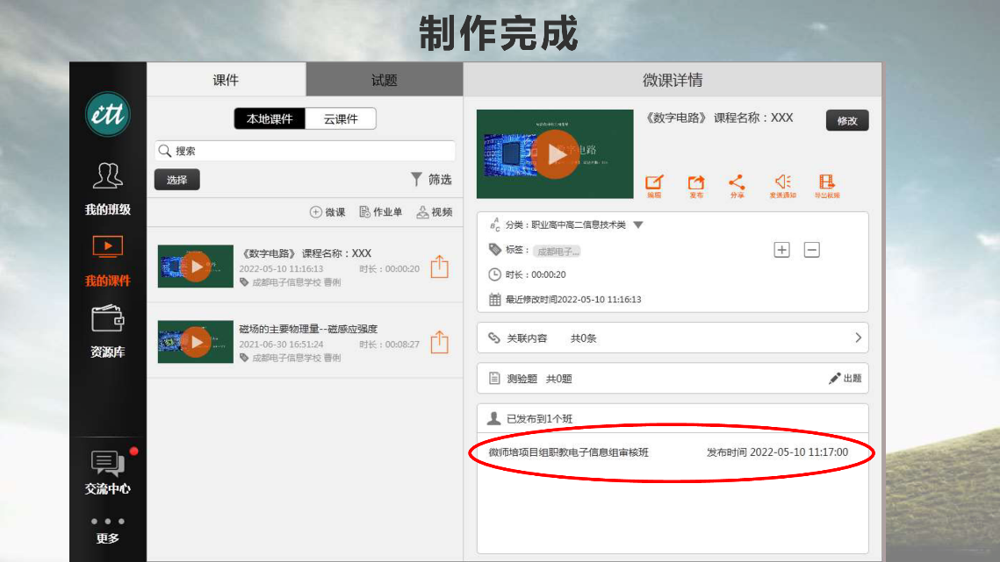 制作完成
ett
我的班级
我的课件
资源库
交流中心
更多
课件 试题
本地课件 云课件
搜索
选择 筛选
微课 作业单 视频
《数字电路》 课程名称：XXX
2022-05-10 11:16:13 时长：00:00:20
成都电子信息学校 曹俐
磁场的主要物理量--磁感应强度
2021-06-30 16:51:24 时长：00:08:27
成都电子信息学校 曹俐
微课详情
《数字电路》 课程名称：XXX
修改
编辑 发布 分享 发送通知 导出视频
分类：职业高中高二信息技术类
标签：成都电子...
时长：00:00:20
最近修改时间2022-05-10 11:16:13
关联内容 共0条
测验题 共0题 出题
已发布到1个班
微师培项目组职教电子信息组审核班 发布时间 2022-05-10 11:17:00